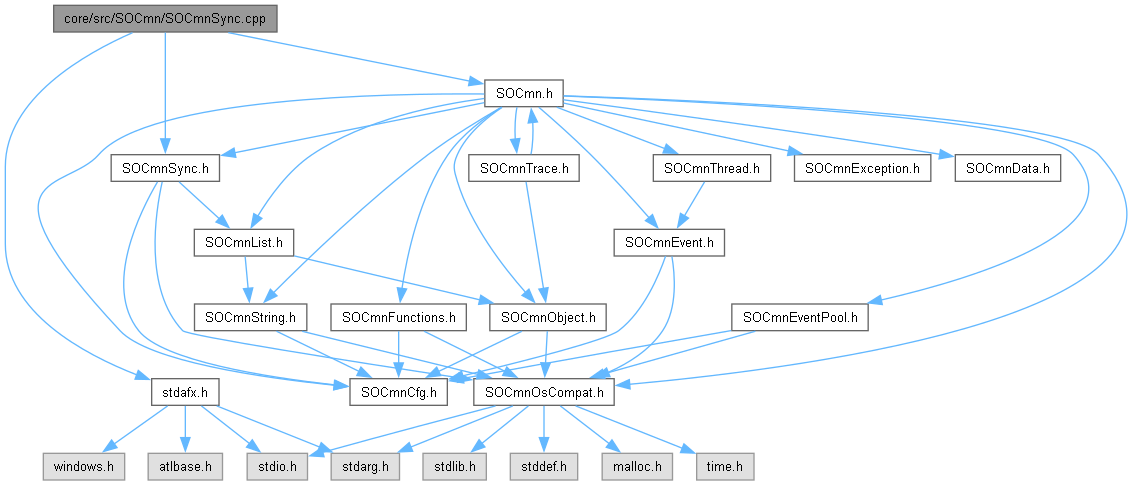 core/src/SOCmn/SOCmnSync.cpp
SOCmn.h
SOCmnSync.h
SOCmnTrace.h
SOCmnThread.h
SOCmnException.h
SOCmnData.h
SOCmnList.h
SOCmnEvent.h
SOCmnString.h
SOCmnFunctions.h
SOCmnObject.h
SOCmnEventPool.h
stdafx.h
SOCmnCfg.h
SOCmnOsCompat.h
windows.h
atlbase.h
stdio.h
stdarg.h
stdlib.h
stddef.h
malloc.h
time.h